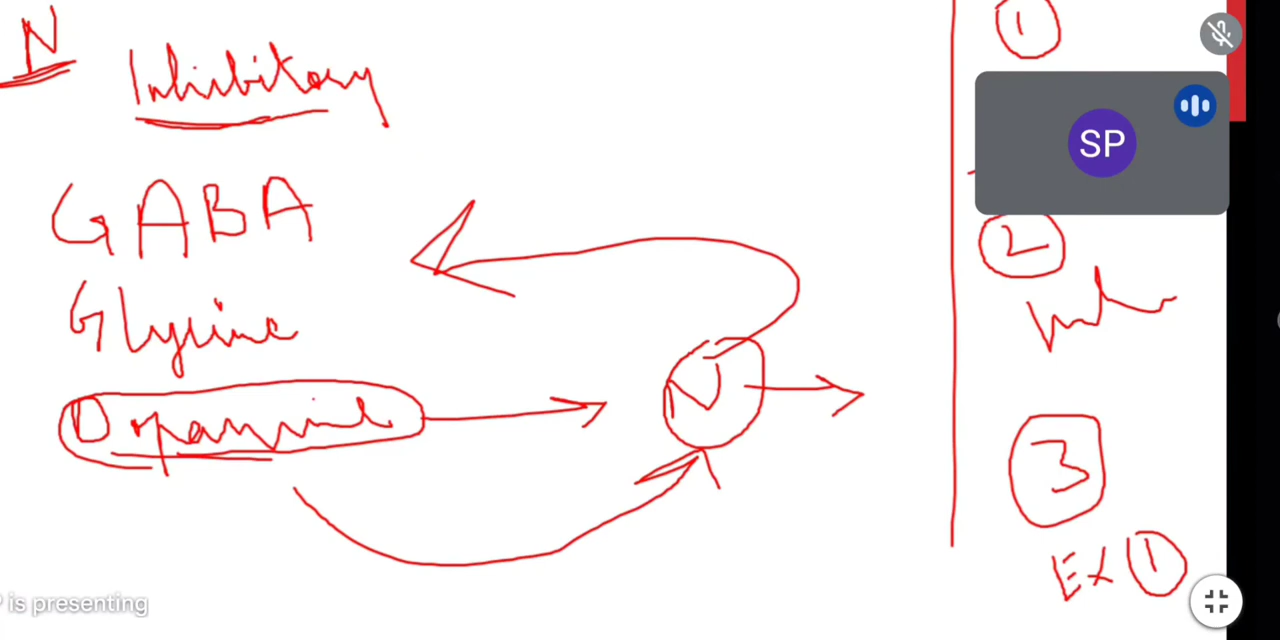 N
Inhibitory
GABA
Glycine
Dopamine
N
1
SP
2
3
EX 1
is presenting